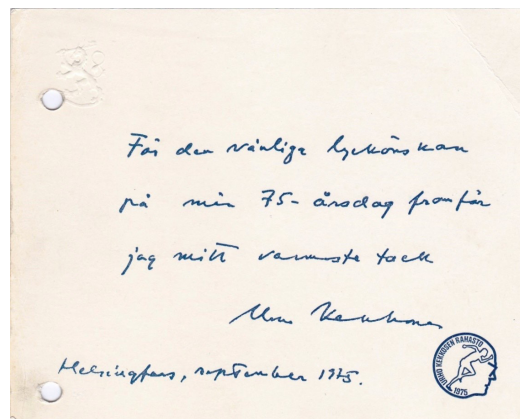 För den vänliga lyckönskan
på min 75-årsdag framför
jag mitt varmaste tack
Urho Kekkonen
Helsingfors, september 1975.
URHO KEKKOSEN RAHASTO
1975